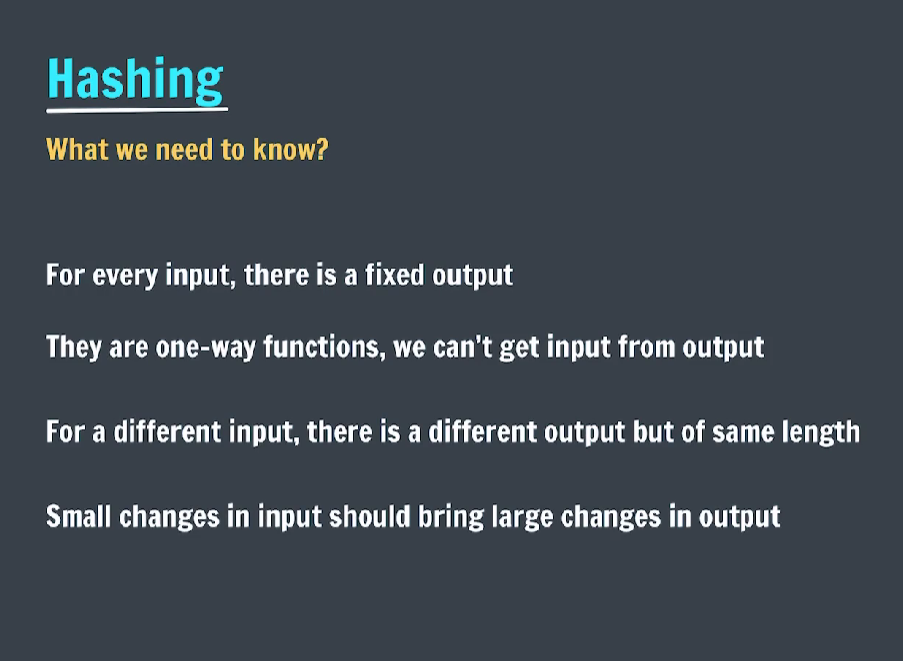 Hashing
What we need to know?
For every input, there is a fixed output
They are one-way functions, we can't get input from output
For a different input, there is a different output but of same length
Small changes in input should bring large changes in output